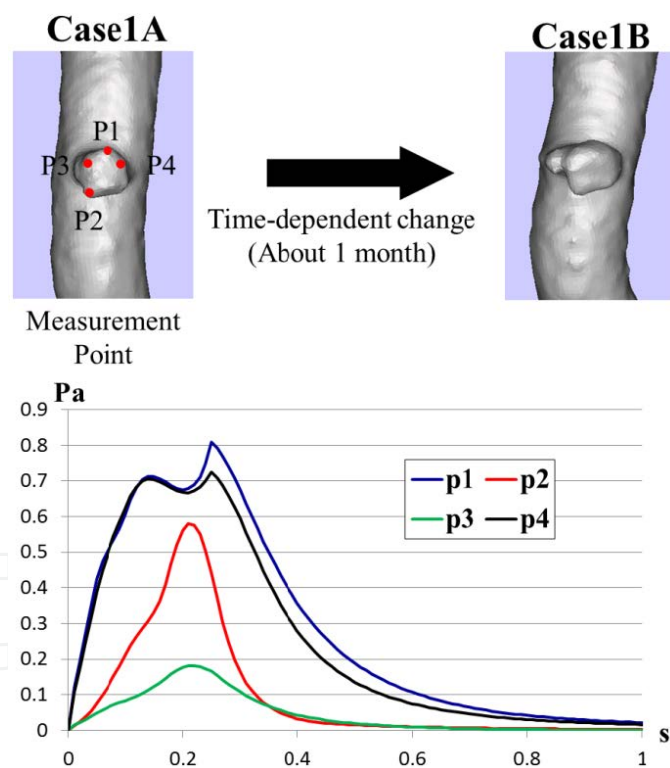 Case1A
Case1B
P1
P3
P4
P2
Time-dependent change
(About 1 month)
Measurement
Point
Pa
0.9
0.8
0.7
0.6
0.5
0.4
0.3
0.2
0.1
0
p1 p2
p3 p4
0 0.2 0.4 0.6 0.8 1
s